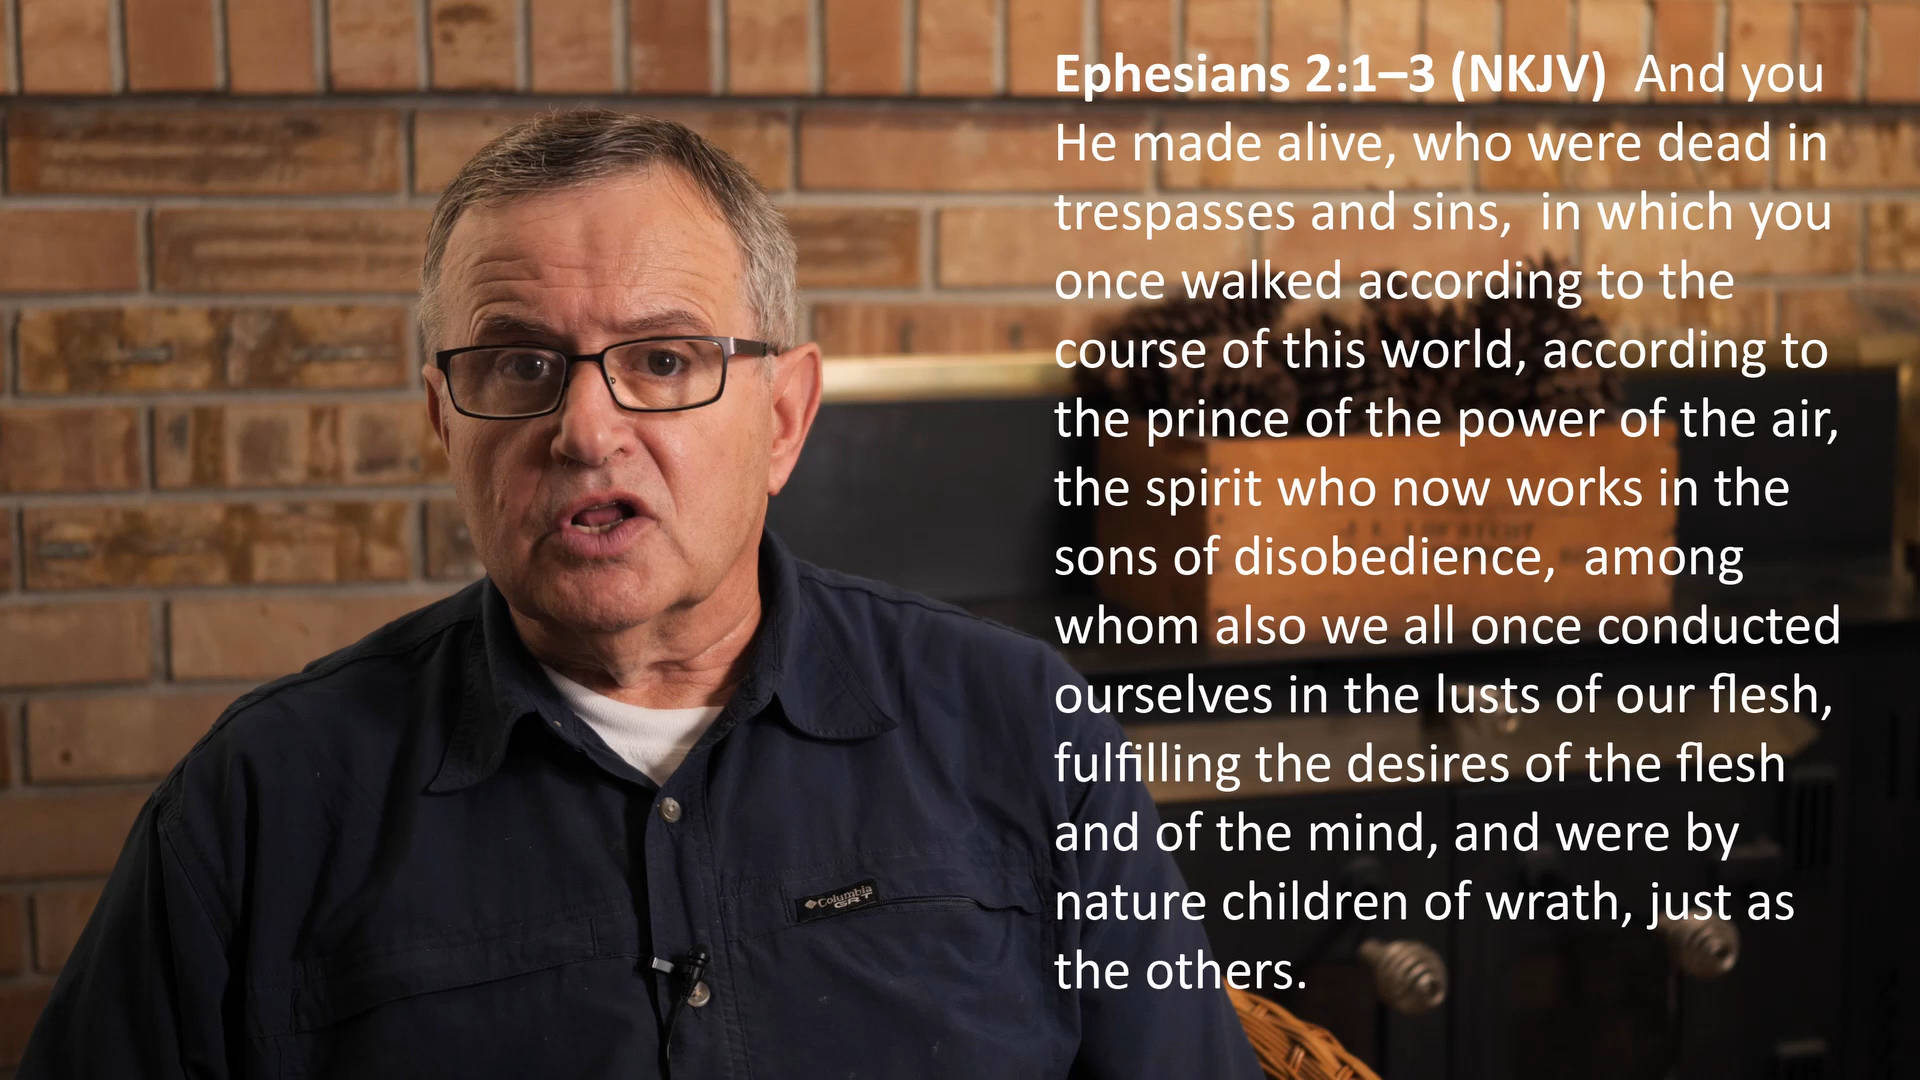 Ephesians 2:1–3 (NKJV)  And you
He made alive, who were dead in
trespasses and sins,  in which you
once walked according to the
course of this world, according to
the prince of the power of the air,
the spirit who now works in the
sons of disobedience,  among
whom also we all once conducted
ourselves in the lusts of our flesh,
fulfilling the desires of the flesh
and of the mind, and were by
nature children of wrath, just as
the others.
Columbia
GRT